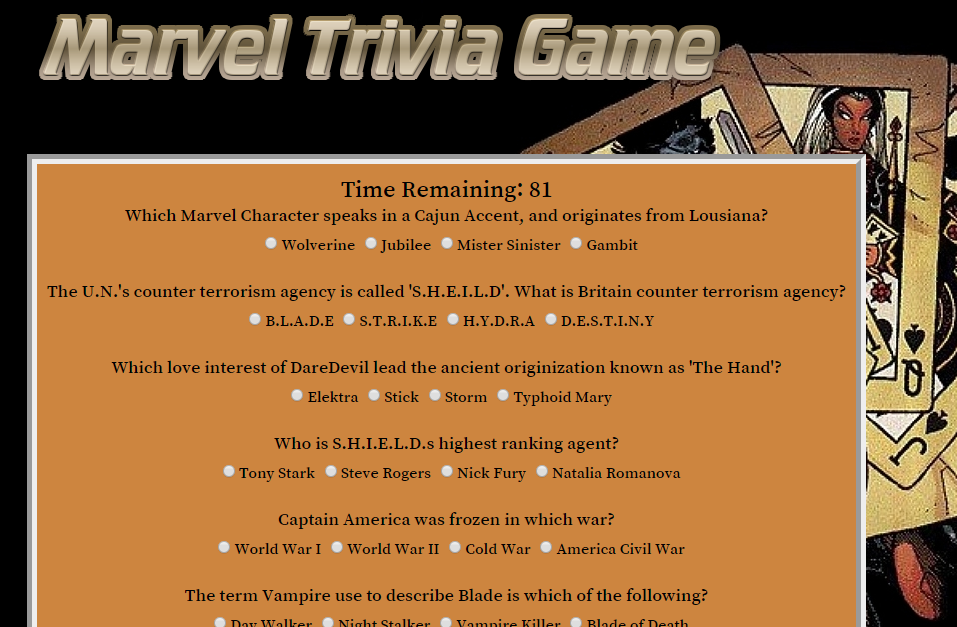 Marvel Trivia Game
Time Remaining: 81
Which Marvel Character speaks in a Cajun Accent, and originates from Lousiana?
Wolverine Jubilee Mister Sinister Gambit
The U.N.'s counter terrorism agency is called 'S.H.E.I.L.D'. What is Britain counter terrorism agency?
B.L.A.D.E S.T.R.I.K.E H.Y.D.R.A D.E.S.T.I.N.Y
Which love interest of DareDevil lead the ancient originization known as 'The Hand'?
Elektra Stick Storm Typhoid Mary
Who is S.H.I.E.L.D.s highest ranking agent?
Tony Stark Steve Rogers Nick Fury Natalia Romanova
Captain America was frozen in which war?
World War I World War II Cold War America Civil War
The term Vampire use to describe Blade is which of the following?
Day Walker Night Stalker Vampire Killer Blade of Death
Q
J